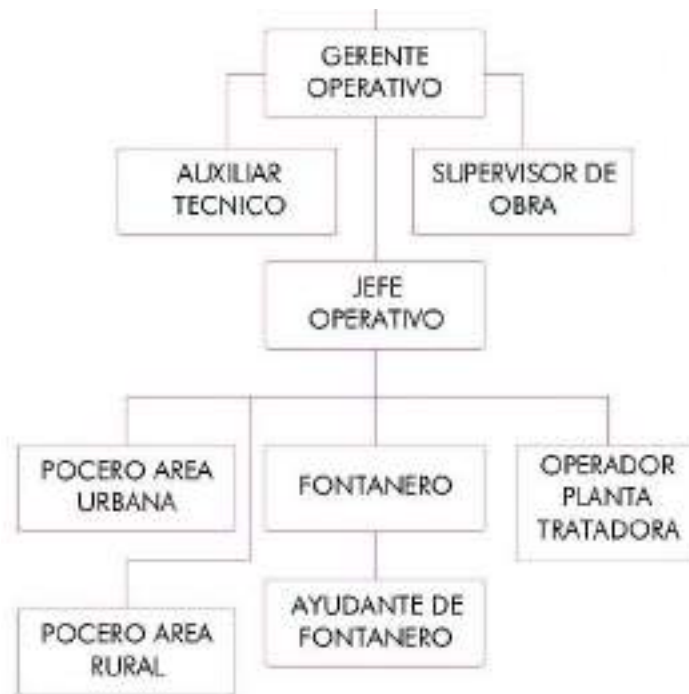 GERENTE
OPERATIVO
AUXILIAR
TECNICO
SUPERVISOR DE
OBRA
JEFE
OPERATIVO
POCERO AREA
URBANA
FONTANERO
OPERADOR
PLANTA
TRATADORA
POCERO AREA
RURAL
AYUDANTE DE
FONTANERO